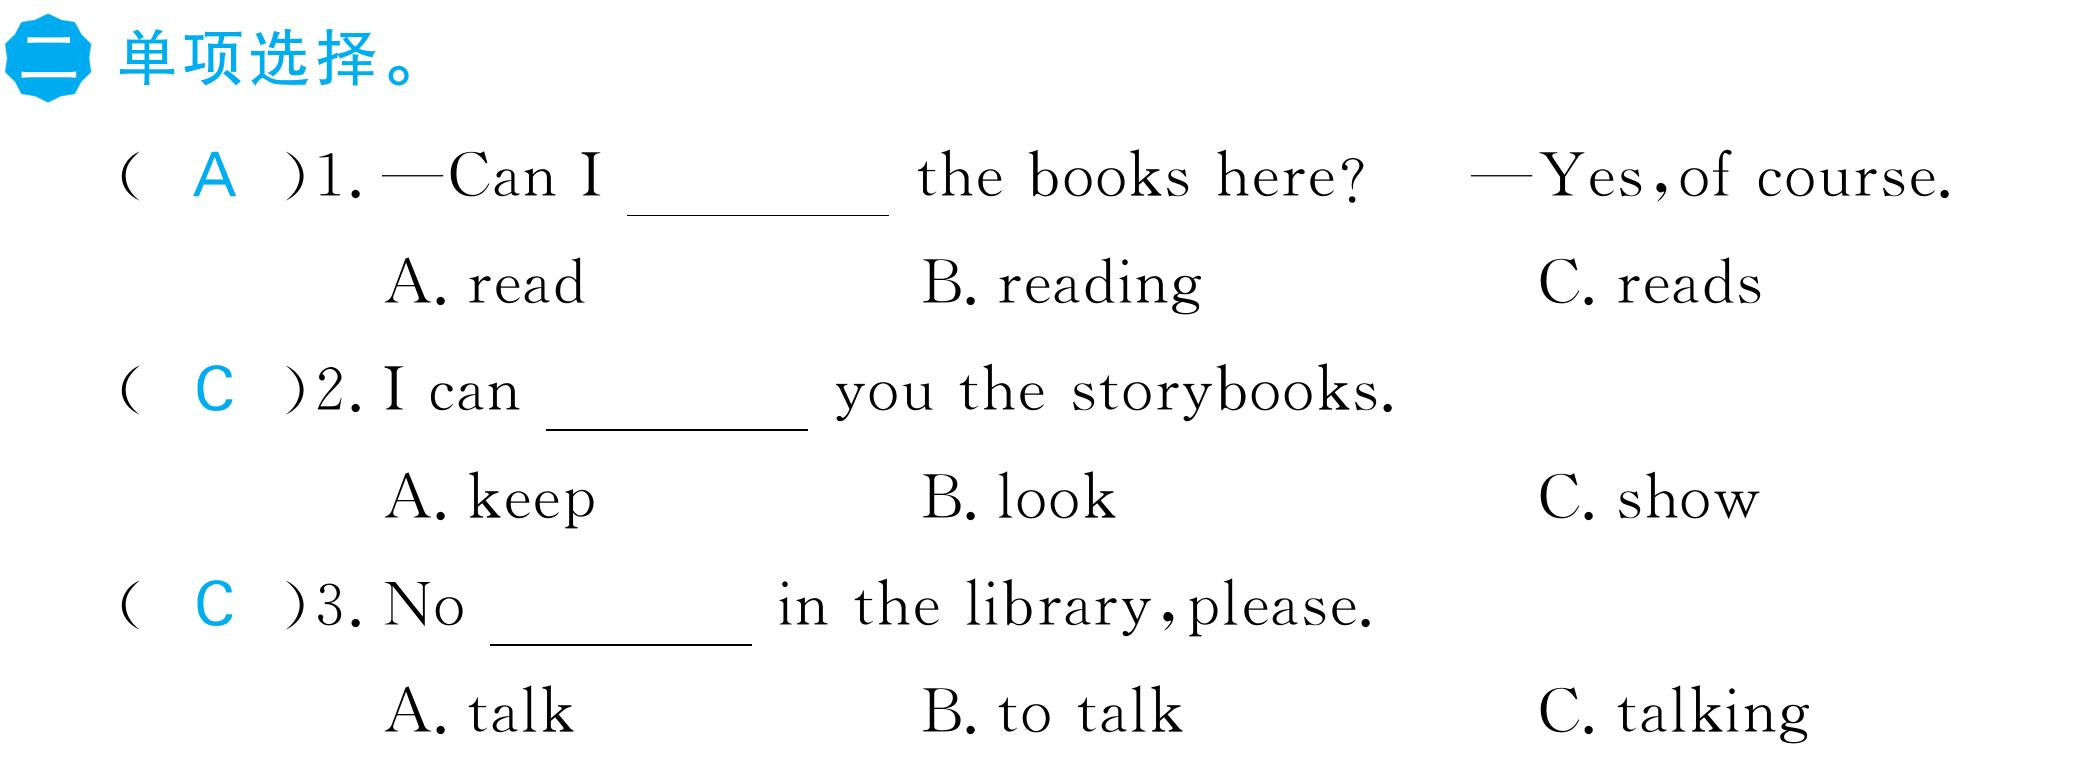 二 单项选择。
( A )1. —Can I ________ the books here? —Yes,of course.
A. read B. reading C. reads
( C )2. I can ________ you the storybooks.
A. keep B. look C. show
( C )3. No ________ in the library,please.
A. talk B. to talk C. talking